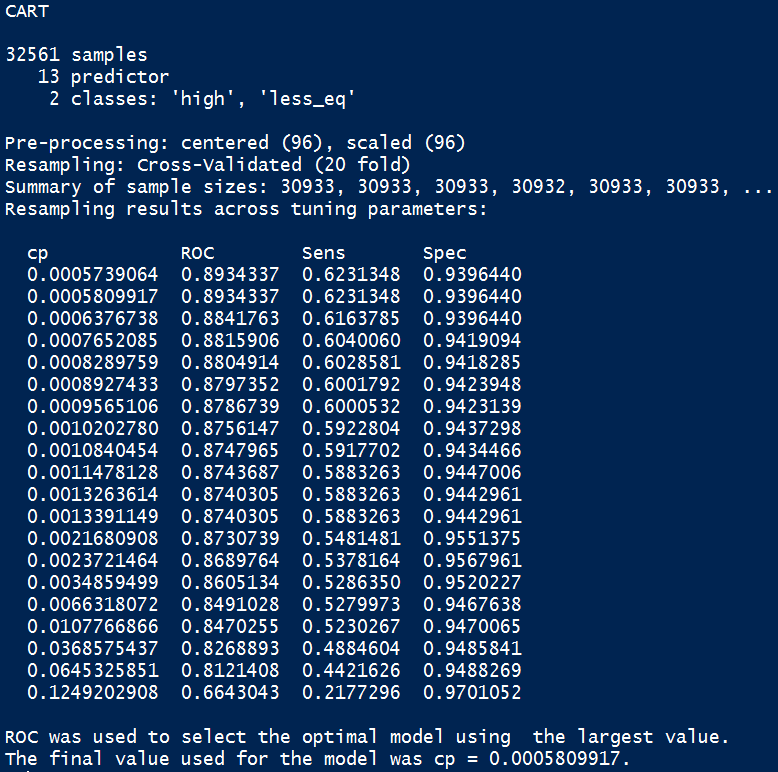 CART
32561 samples
13 predictor
2 classes: 'high', 'less_eq'
Pre-processing: centered (96), scaled (96)
Resampling: Cross-Validated (20 fold)
Summary of sample sizes: 30933, 30933, 30933, 30932, 30933, 30933, ...
Resampling results across tuning parameters:
cp ROC Sens Spec
0.0005739064 0.8934337 0.6231348 0.9396440
0.0005809917 0.8934337 0.6231348 0.9396440
0.0006376738 0.8841763 0.6163785 0.9396440
0.0007652085 0.8815906 0.6040060 0.9419094
0.0008289759 0.8804914 0.6028581 0.9418285
0.0008927433 0.8797352 0.6001792 0.9423948
0.0009565106 0.8786739 0.6000532 0.9423139
0.0010202780 0.8756147 0.5922804 0.9437298
0.0010840454 0.8747965 0.5917702 0.9434466
0.0011478128 0.8743687 0.5883263 0.9447006
0.0013263614 0.8740305 0.5883263 0.9442961
0.0013391149 0.8740305 0.5883263 0.9442961
0.0021680908 0.8730739 0.5481481 0.9551375
0.0023721464 0.8689764 0.5378164 0.9567961
0.0034859499 0.8605134 0.5286350 0.9520227
0.0066318072 0.8491028 0.5279973 0.9467638
0.0107766866 0.8470255 0.5230267 0.9470065
0.0368575437 0.8268893 0.4884604 0.9485841
0.0645325851 0.8121408 0.4421626 0.9488269
0.1249202908 0.6643043 0.2177296 0.9701052
ROC was used to select the optimal model using  the largest value.
The final value used for the model was cp = 0.0005809917.